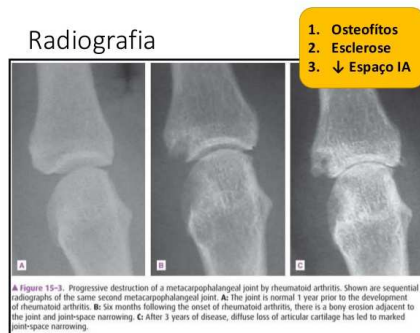 Radiografia
1. Osteofítos
2. Esclerose
3. ↓ Espaço IA
A
B
C
▲ Figure 15–3. Progressive destruction of a metacarpophalangeal joint by rheumatoid arthritis. Shown are sequential
radiographs of the same second metacarpophalangeal joint. A: The joint is normal 1 year prior to the development
of rheumatoid arthritis. B: Six months following the onset of rheumatoid arthritis, there is a bony erosion adjacent to
the joint and joint-space narrowing. C: After 3 years of disease, diffuse loss of articular cartilage has led to marked
joint-space narrowing.